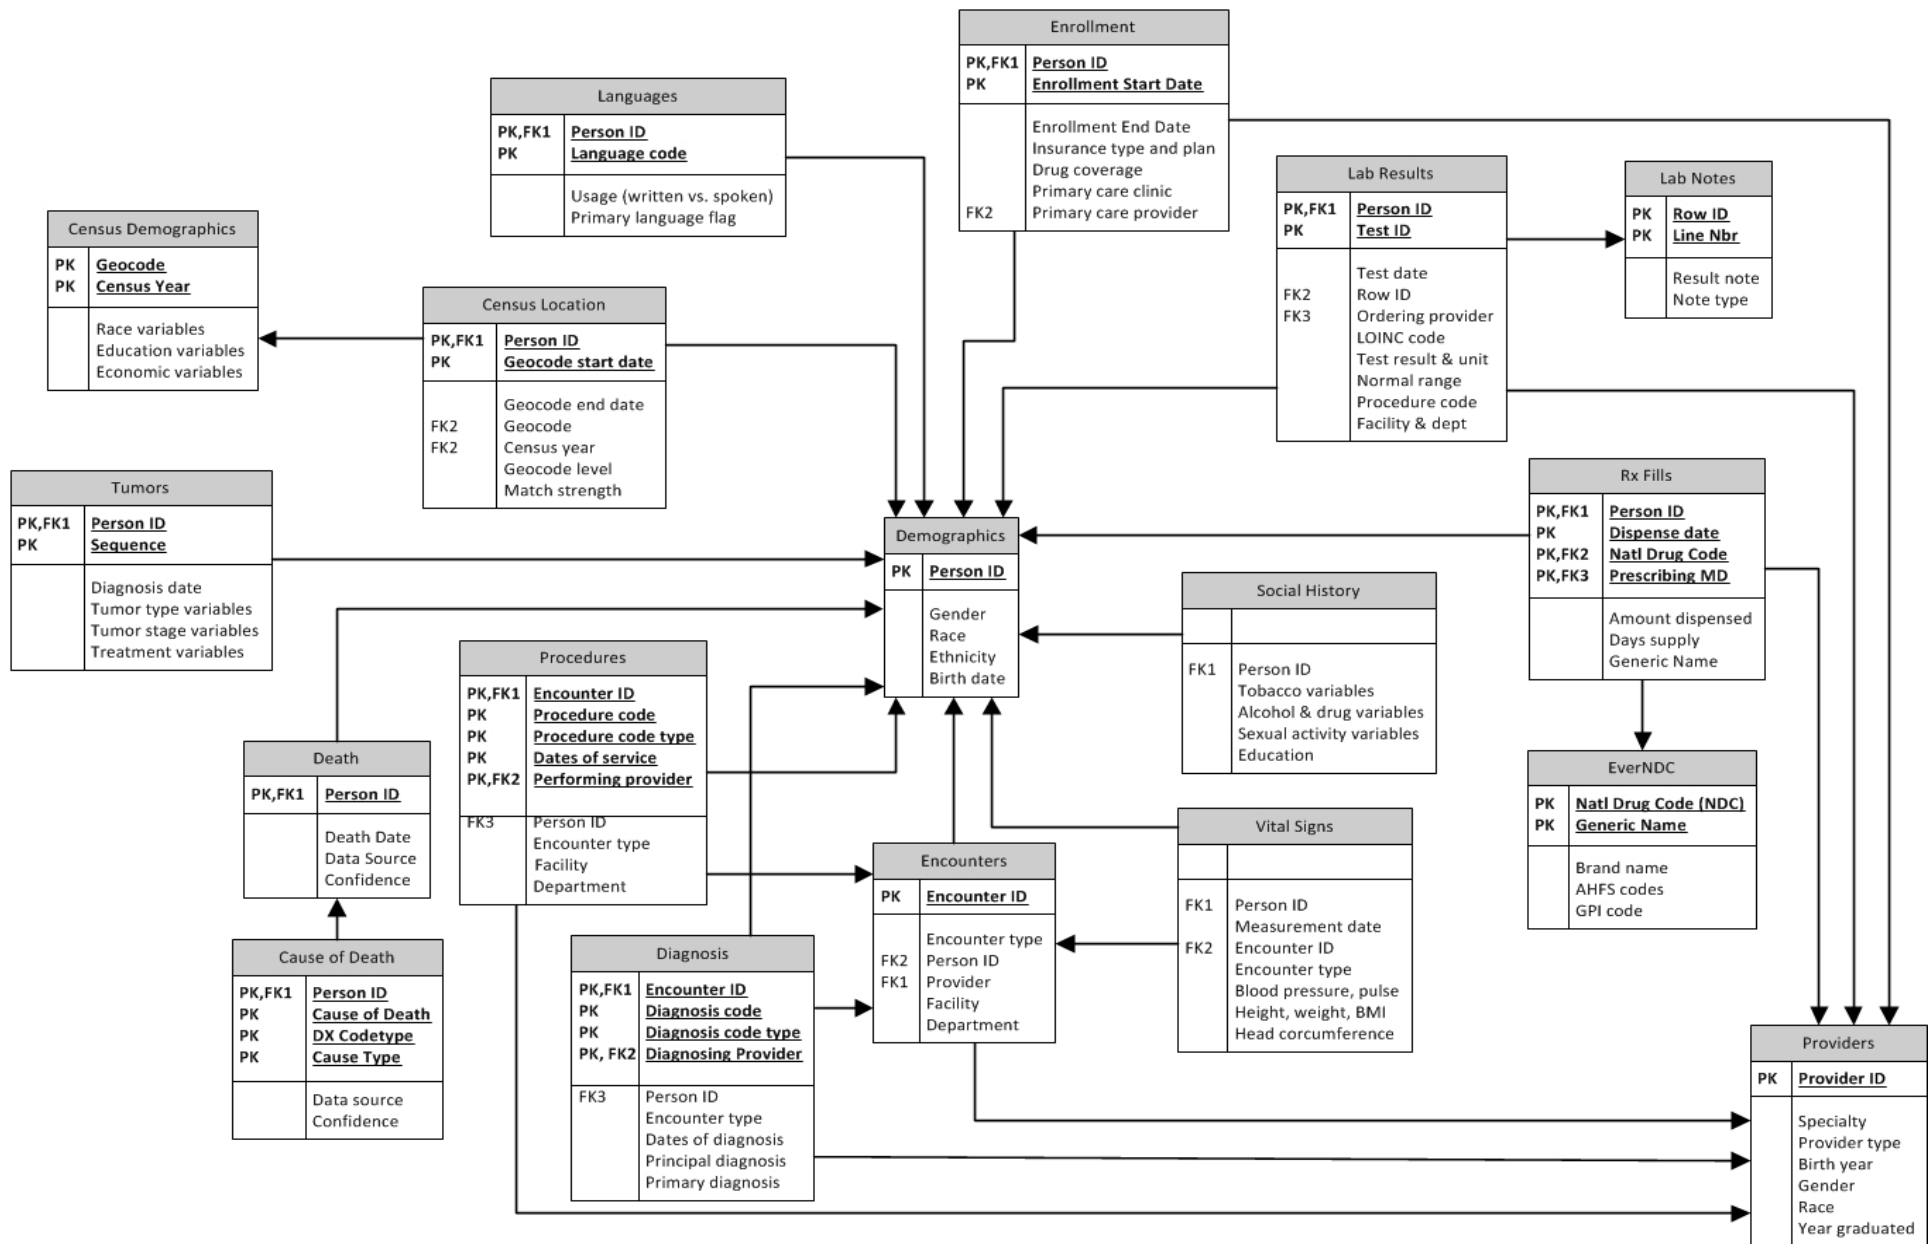 Enrollment
PK,FK1 Person ID
PK Enrollment Start Date
Enrollment End Date
Insurance type and plan
Drug coverage
Primary care clinic
FK2 Primary care provider
Languages
PK,FK1 Person ID
PK Language code
Usage (written vs. spoken)
Primary language flag
Lab Results
PK,FK1 Person ID
PK Test ID
Test date
FK2 Row ID
FK3 Ordering provider
LOINC code
Test result & unit
Normal range
Procedure code
Facility & dept
Lab Notes
PK Row ID
PK Line Nbr
Result note
Note type
Census Demographics
PK Geocode
PK Census Year
Race variables
Education variables
Economic variables
Census Location
PK,FK1 Person ID
PK Geocode start date
Geocode end date
FK2 Geocode
FK2 Census year
Geocode level
Match strength
Tumors
PK,FK1 Person ID
PK Sequence
Diagnosis date
Tumor type variables
Tumor stage variables
Treatment variables
Demographics
PK Person ID
Gender
Race
Ethnicity
Birth date
Rx Fills
PK,FK1 Person ID
PK Dispense date
PK,FK2 Natl Drug Code
PK,FK3 Prescribing MD
Amount dispensed
Days supply
Generic Name
Social History
FK1 Person ID
Tobacco variables
Alcohol & drug variables
Sexual activity variables
Education
Procedures
PK,FK1 Encounter ID
PK Procedure code
PK Procedure code type
PK Dates of service
PK,FK2 Performing provider
FK3 Person ID
Encounter type
Facility
Department
Death
PK,FK1 Person ID
Death Date
Data Source
Confidence
EverNDC
PK Natl Drug Code (NDC)
PK Generic Name
Brand name
AHFS codes
GPI code
Vital Signs
FK1 Person ID
Measurement date
FK2 Encounter ID
Encounter type
Blood pressure, pulse
Height, weight, BMI
Head corcumference
Encounters
PK Encounter ID
Encounter type
FK2 Person ID
FK1 Provider
Facility
Department
Cause of Death
PK,FK1 Person ID
PK Cause of Death
PK DX Codetype
PK Cause Type
Data source
Confidence
Diagnosis
PK,FK1 Encounter ID
PK Diagnosis code
PK Diagnosis code type
PK, FK2 Diagnosing Provider
FK3 Person ID
Encounter type
Dates of diagnosis
Principal diagnosis
Primary diagnosis
Providers
PK Provider ID
Specialty
Provider type
Birth year
Gender
Race
Year graduated